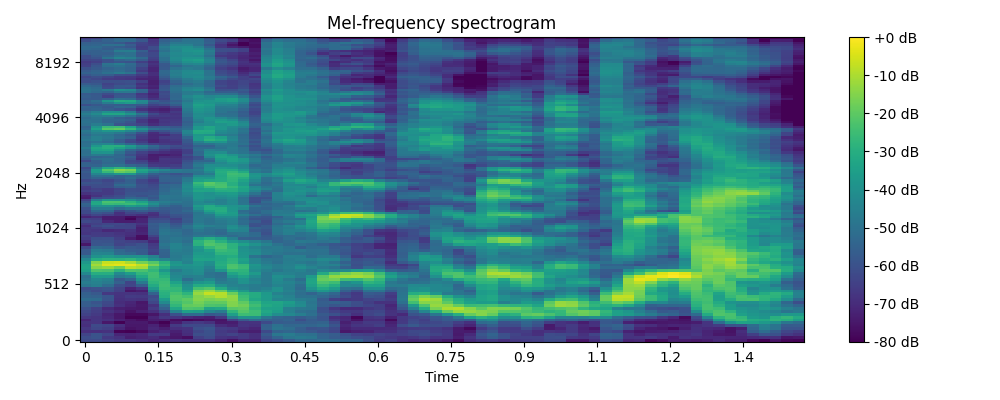 Mel-frequency spectrogram
Hz
8192
4096
2048
1024
512
0
0 0.15 0.3 0.45 0.6 0.75 0.9 1.1 1.2 1.4
Time
+0 dB
-10 dB
-20 dB
-30 dB
-40 dB
-50 dB
-60 dB
-70 dB
-80 dB